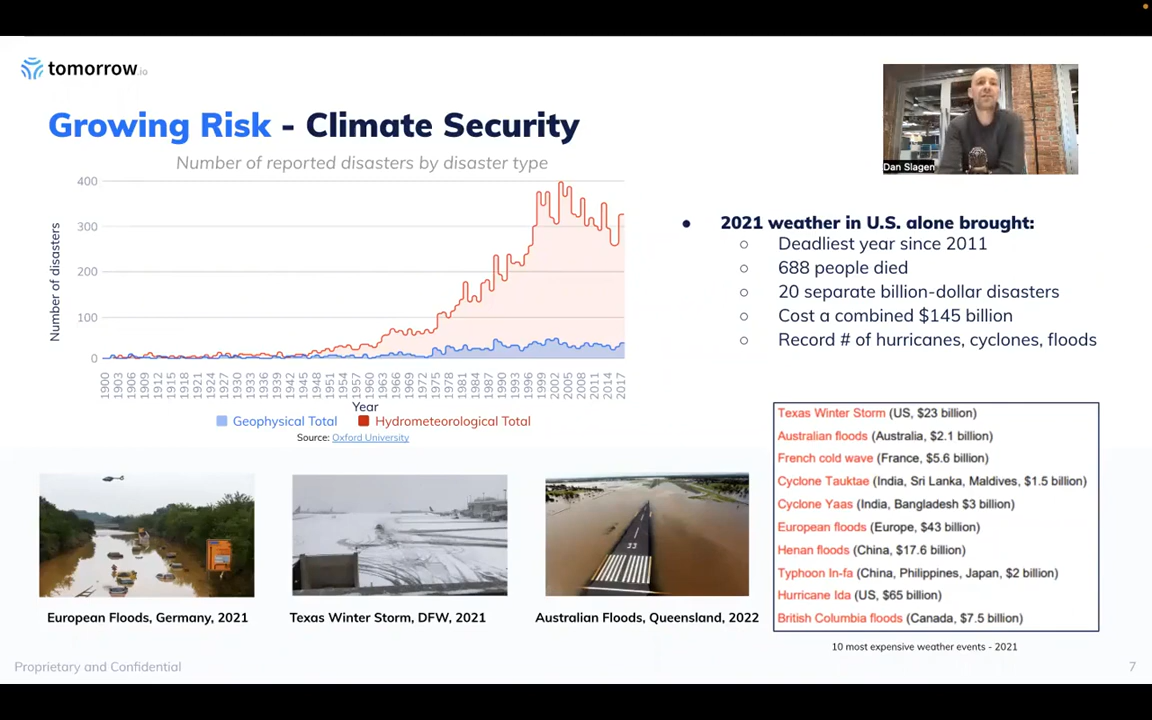 tomorrow.io
Growing Risk - Climate Security
Number of reported disasters by disaster type
Number of disasters
400
300
200
100
0
1900 1903 1906 1909 1912 1915 1918 1921 1924 1927 1930 1933 1936 1939 1942 1945 1948 1951 1954 1957 1960 1963 1966 1969 1972 1975 1978 1981 1984 1987 1990 1993 1996 1999 2002 2005 2008 2011 2014 2017
Year
Geophysical Total Hydrometeorological Total
Source: Oxford University
Dan Slagen
● 2021 weather in U.S. alone brought:
○ Deadliest year since 2011
○ 688 people died
○ 20 separate billion-dollar disasters
○ Cost a combined $145 billion
○ Record # of hurricanes, cyclones, floods
Texas Winter Storm (US, $23 billion)
Australian floods (Australia, $2.1 billion)
French cold wave (France, $5.6 billion)
Cyclone Tauktae (India, Sri Lanka, Maldives, $1.5 billion)
Cyclone Yaas (India, Bangladesh $3 billion)
European floods (Europe, $43 billion)
Henan floods (China, $17.6 billion)
Typhoon In-fa (China, Philippines, Japan, $2 billion)
Hurricane Ida (US, $65 billion)
British Columbia floods (Canada, $7.5 billion)
10 most expensive weather events - 2021
33
European Floods, Germany, 2021
Texas Winter Storm, DFW, 2021
Australian Floods, Queensland, 2022
Proprietary and Confidential
7